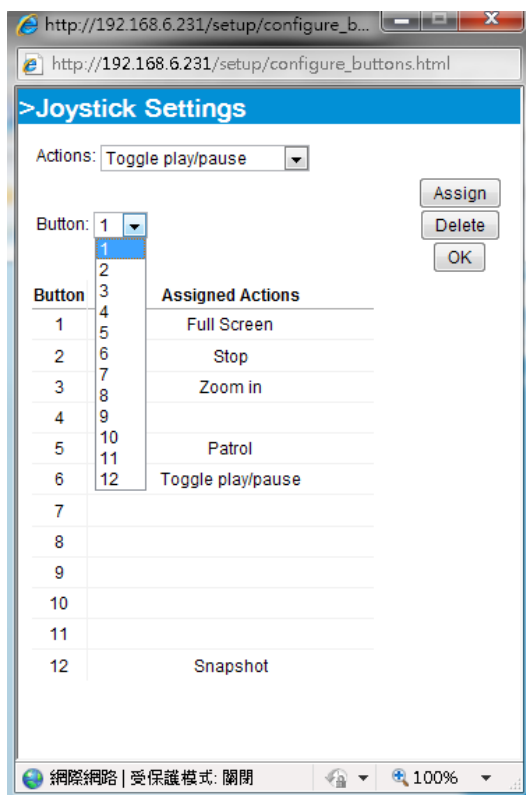 http://192.168.6.231/setup/configure_b...
http://192.168.6.231/setup/configure_buttons.html
>Joystick Settings
Actions: Toggle play/pause
Assign
Button: 1
Delete
OK
1
2
3
4
5
6
7
8
9
10
11
12
Button Assigned Actions
1 Full Screen
2 Stop
3 Zoom in
4
5 Patrol
6 Toggle play/pause
7
8
9
10
11
12 Snapshot
網際網路 | 受保護模式: 關閉 100%